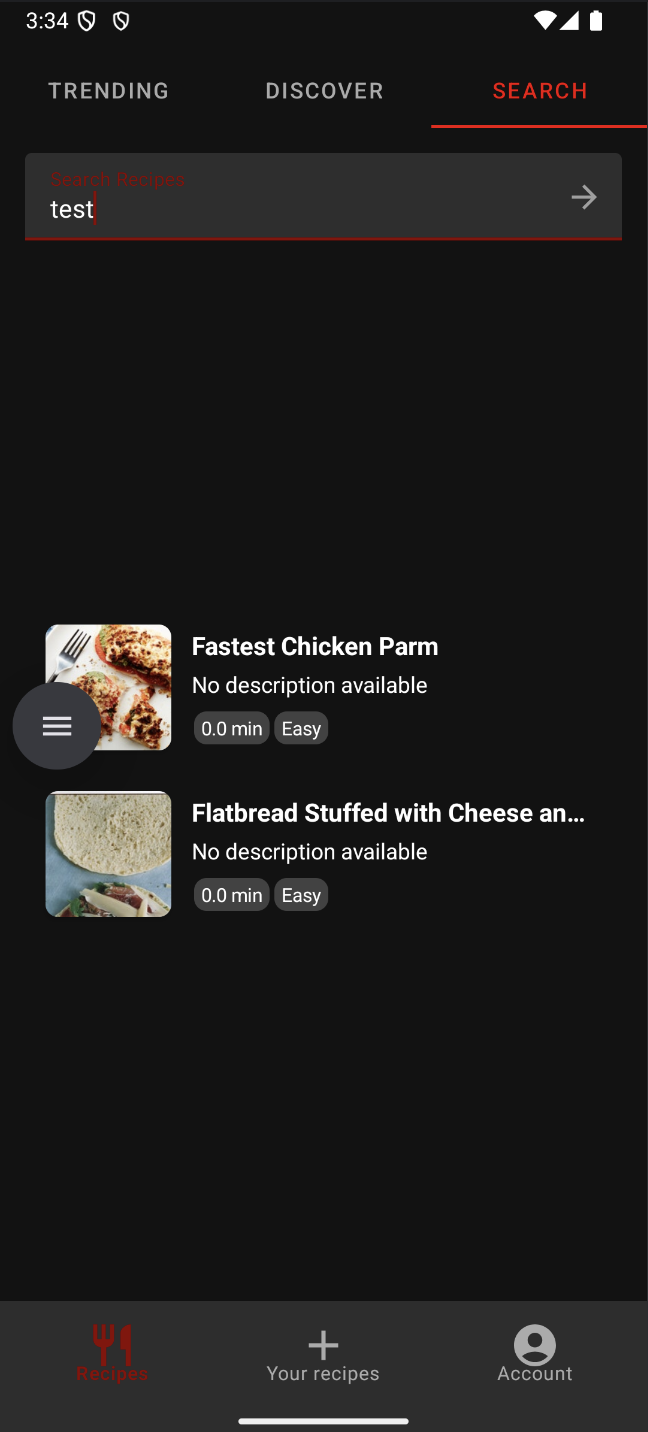 3:34
TRENDING DISCOVER SEARCH
Search Recipes
test
Fastest Chicken Parm
No description available
0.0 min Easy
Flatbread Stuffed with Cheese an...
No description available
0.0 min Easy
Recipes Your recipes Account